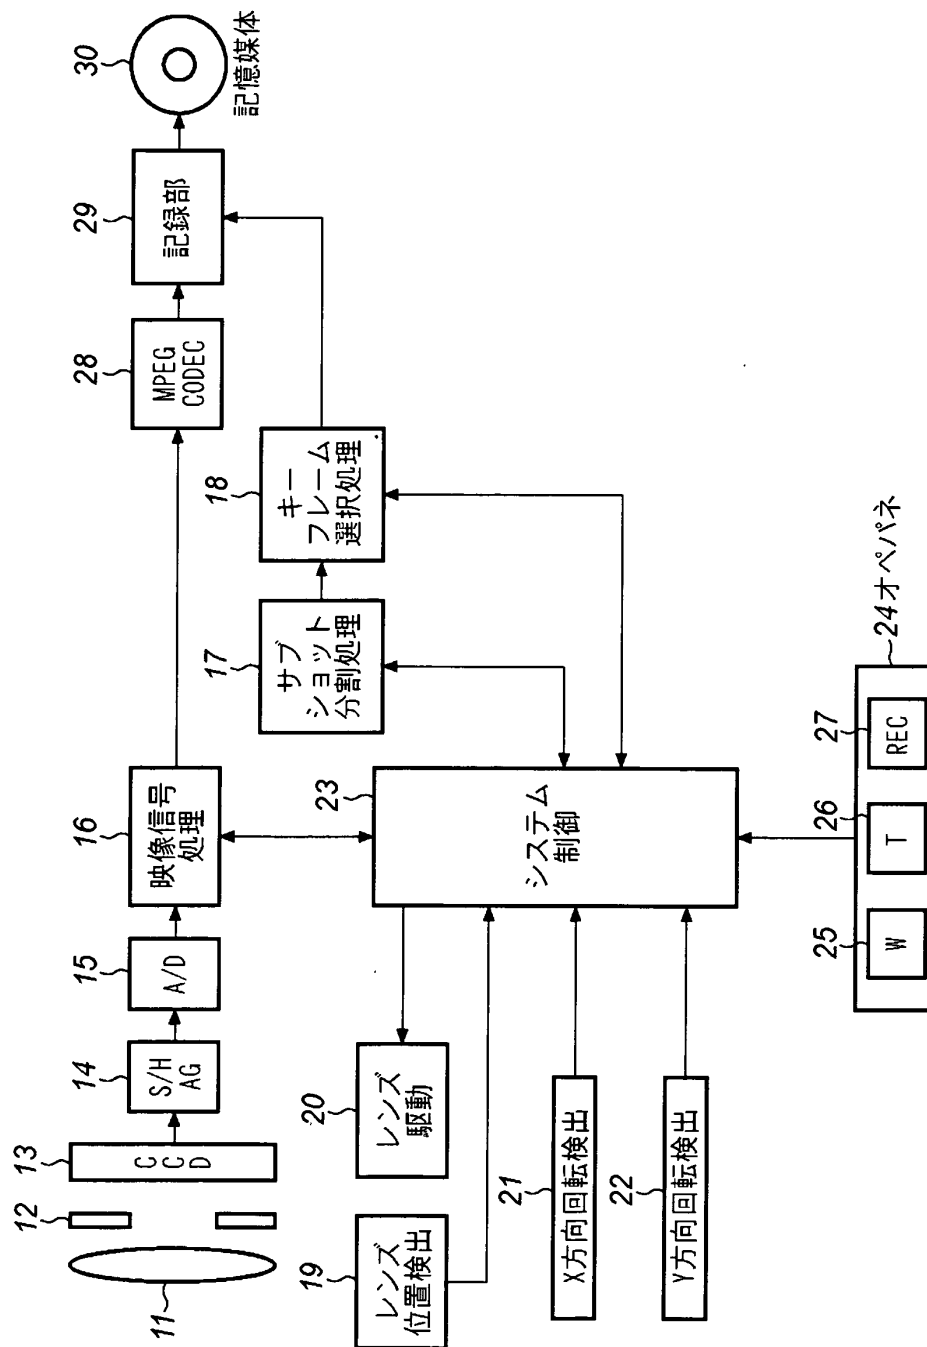 11
12
13
CCD
14
S/H
AG
15
A/D
16
映像信号
処理
28
MPEG
CODEC
29
記録部
30
記憶媒体
17
サブ
ショット
分割処理
18
キー
フレーム
選択処理
19
レンズ
位置検出
20
レンズ
駆動
21
X方向回転検出
22
Y方向回転検出
23
システム
制御
24オペパネ
25
W
26
T
27
REC